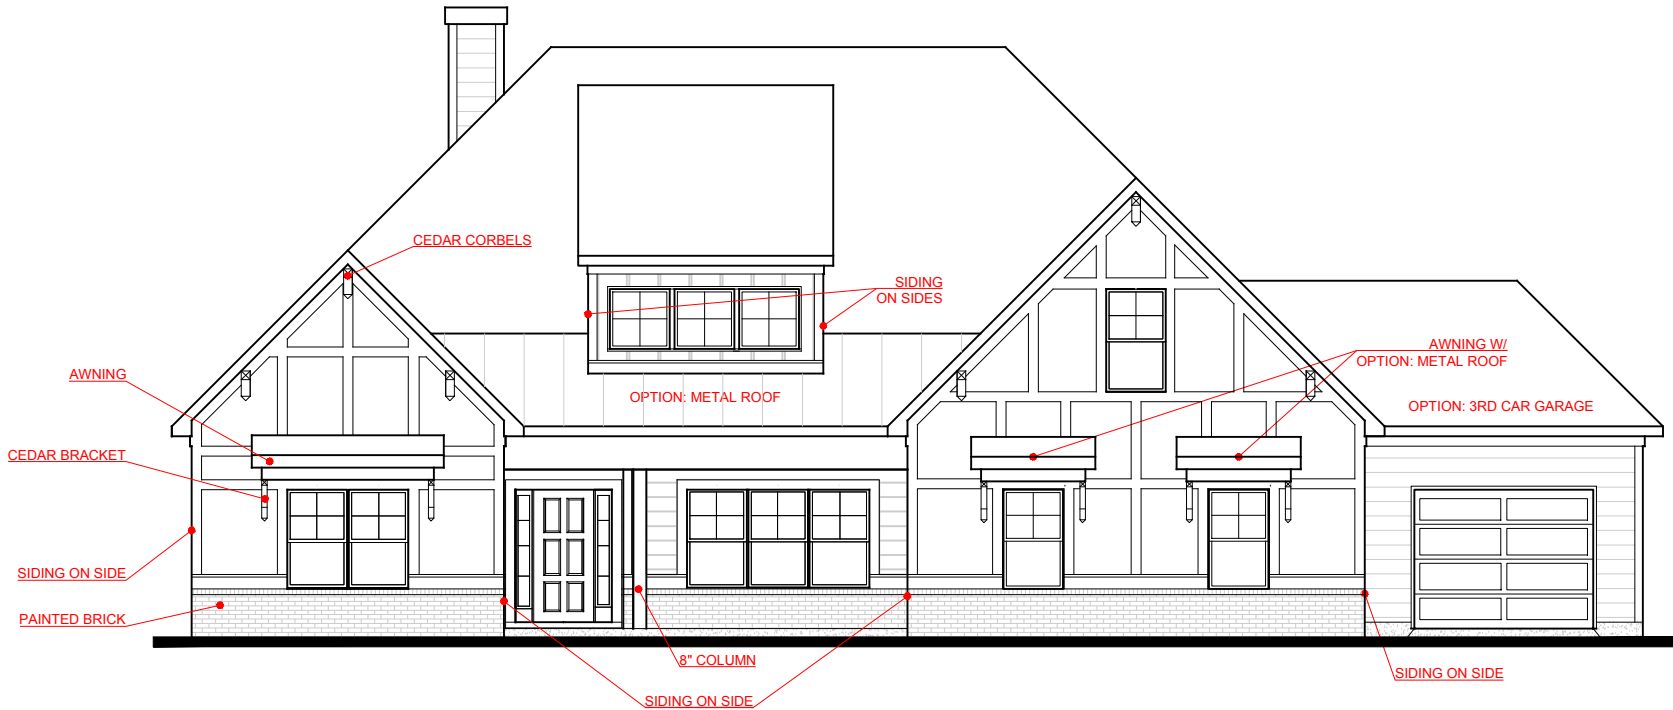 CEDAR CORBELS
SIDING
ON SIDES
AWNING W/
OPTION: METAL ROOF
AWNING
OPTION: METAL ROOF
OPTION: 3RD CAR GARAGE
CEDAR BRACKET
SIDING ON SIDE
PAINTED BRICK
8" COLUMN
SIDING ON SIDE
SIDING ON SIDE